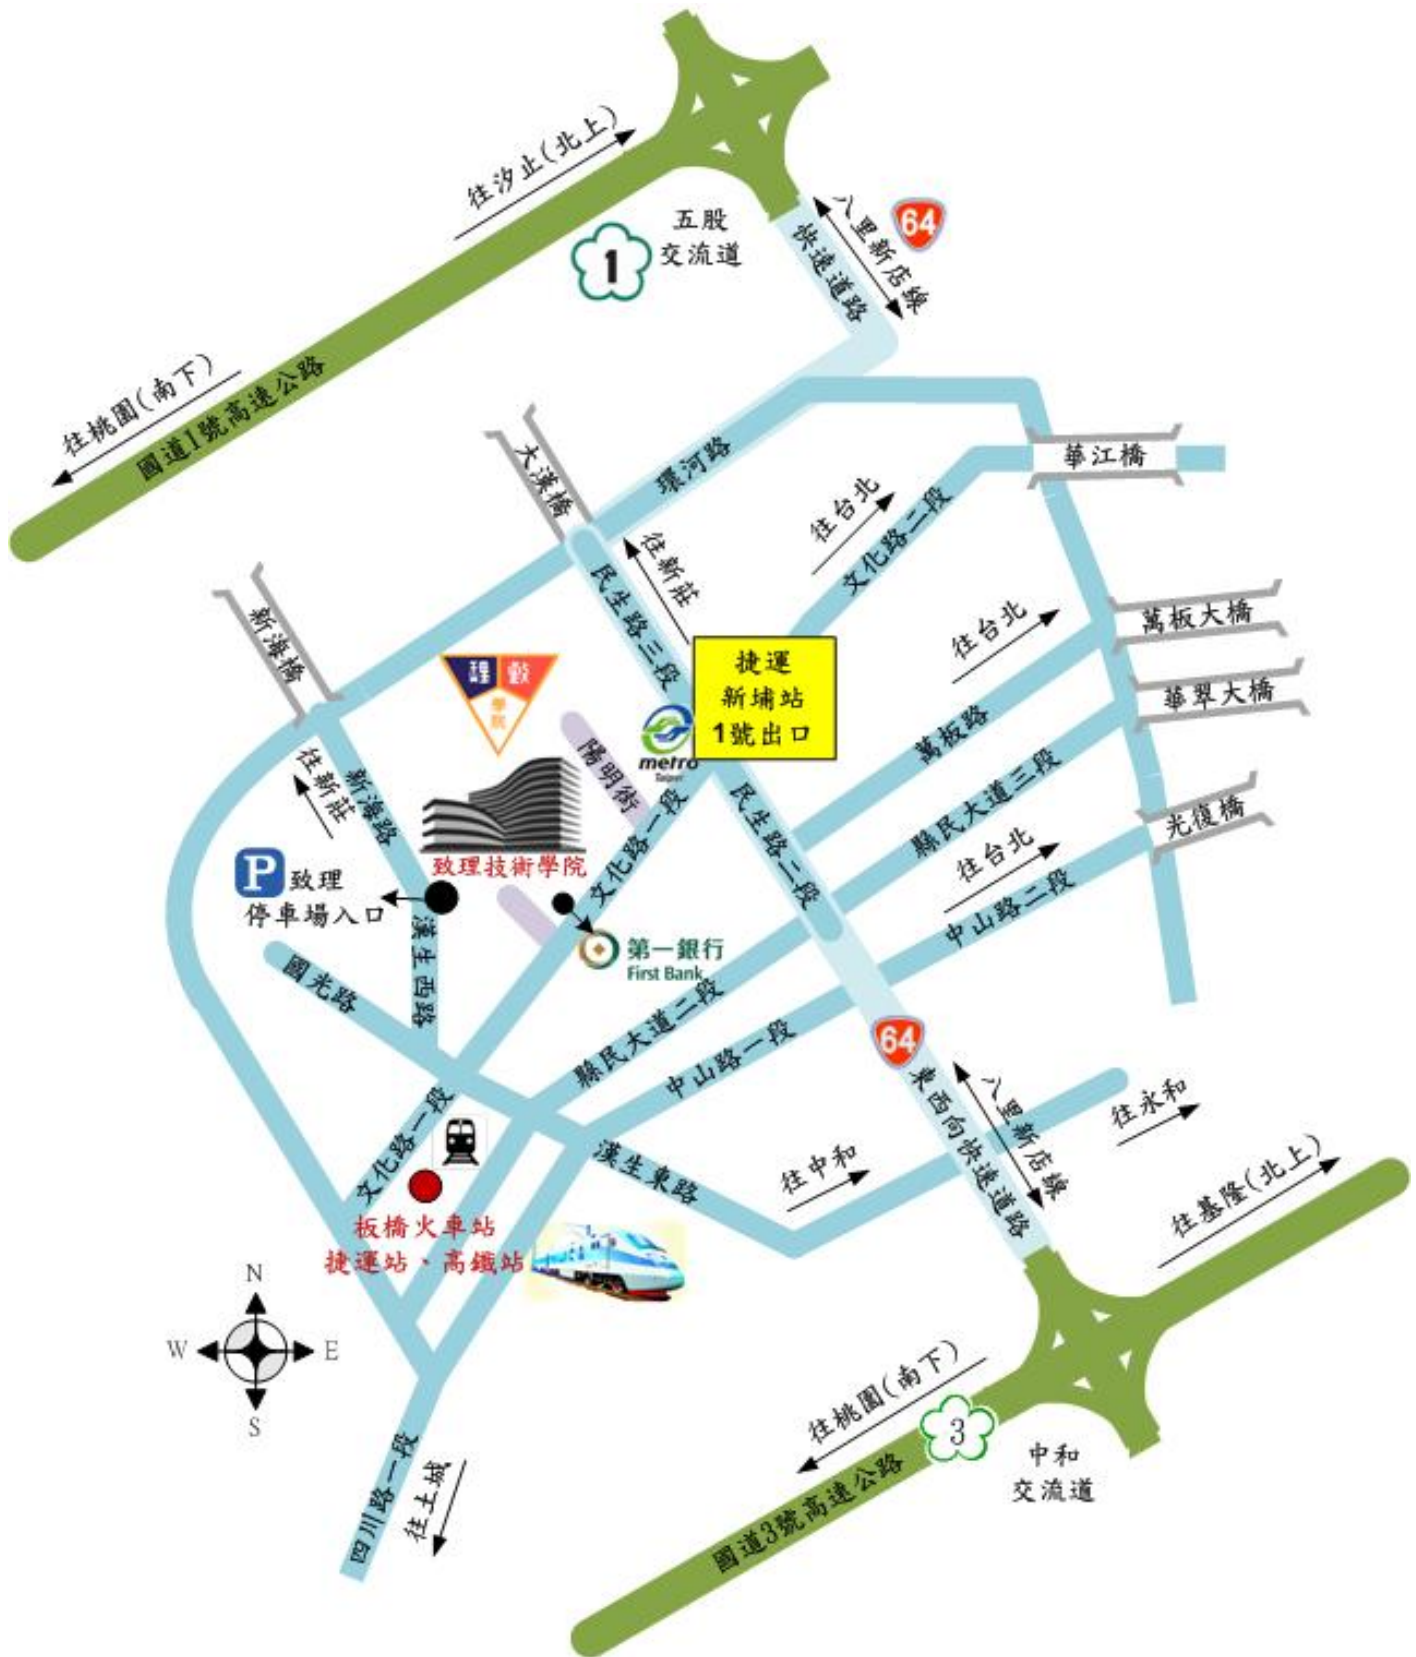 往汐止(北上)
八里新店線
64
五股
交流道
1
快速道路
往桃園(南下)
國道1號高速公路
大漢橋
環河路
華江橋
往台北
文化路二段
往新莊
民生路三段
新海橋
往台北
萬板大橋
捷運
新埔站
1號出口
華翠大橋
理致
學
院
陽明街
metro
Taipei
萬板路
縣民大道三段
往新莊
新海路
文化路一段
民生路二段
光復橋
往台北
致理技術學院
P 致理
停車場入口
漢生西路
中山路二段
第一銀行
First Bank
國光路
縣民大道二段
中山路一段
64
東西向快速道路
八里新店線
往永和
文化路一段
漢生東路
往中和
往基隆(北上)
板橋火車站
捷運站、高鐵站
N
W
E
S
往桃園(南下)
3
中和
交流道
四川路一段
往土城
國道3號高速公路